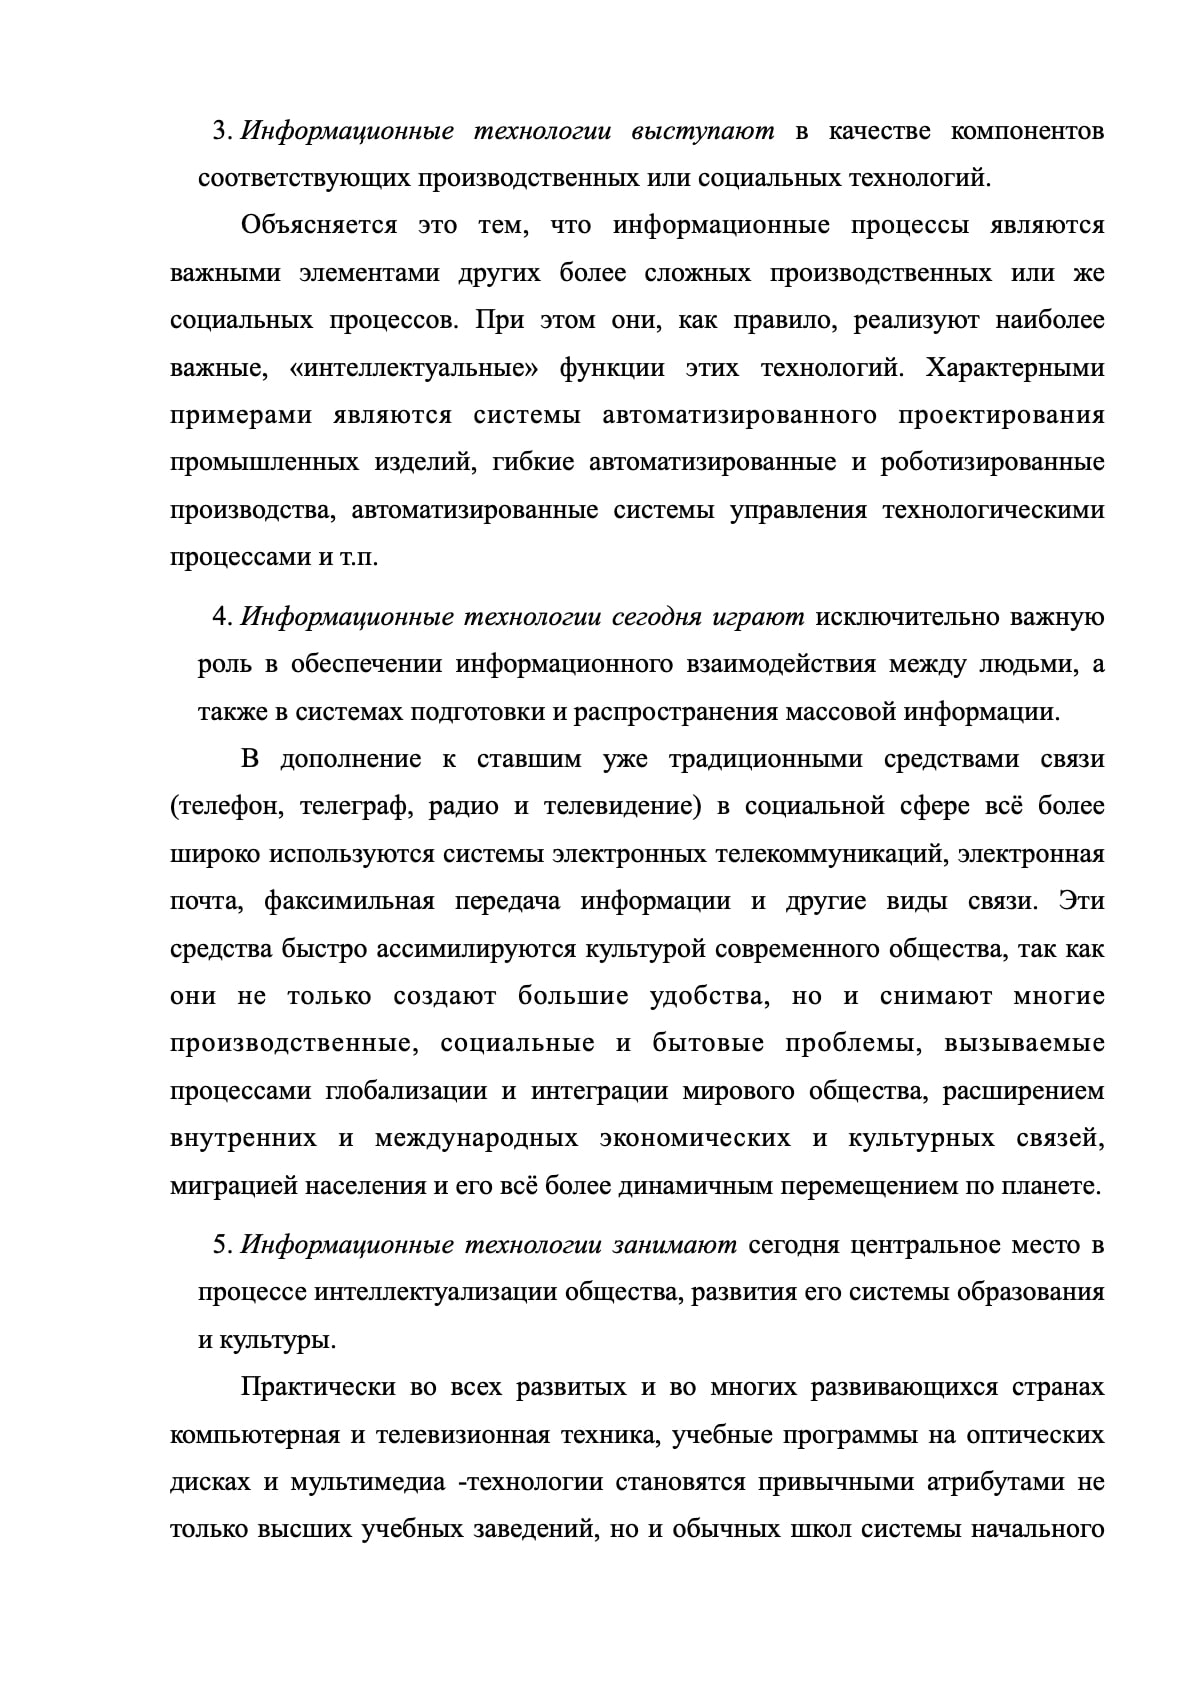 3. Информационные технологии выступают в качестве компонентов
соответствующих производственных или социальных технологий.
Объясняется это тем, что информационные процессы являются
важными элементами других более сложных производственных или же
социальных процессов. При этом они, как правило, реализуют наиболее
важные, «интеллектуальные» функции этих технологий. Характерными
примерами являются системы автоматизированного проектирования
промышленных изделий, гибкие автоматизированные и роботизированные
производства, автоматизированные системы управления технологическими
процессами и т.п.
4. Информационные технологии сегодня играют исключительно важную
роль в обеспечении информационного взаимодействия между людьми, а
также в системах подготовки и распространения массовой информации.
В дополнение к ставшим уже традиционными средствами связи
(телефон, телеграф, радио и телевидение) в социальной сфере всё более
широко используются системы электронных телекоммуникаций, электронная
почта, факсимильная передача информации и другие виды связи. Эти
средства быстро ассимилируются культурой современного общества, так как
они не только создают большие удобства, но и снимают многие
производственные, социальные и бытовые проблемы, вызываемые
процессами глобализации и интеграции мирового общества, расширением
внутренних и международных экономических и культурных связей,
миграцией населения и его всё более динамичным перемещением по планете.
5. Информационные технологии занимают сегодня центральное место в
процессе интеллектуализации общества, развития его системы образования
и культуры.
Практически во всех развитых и во многих развивающихся странах
компьютерная и телевизионная техника, учебные программы на оптических
дисках и мультимедиа -технологии становятся привычными атрибутами не
только высших учебных заведений, но и обычных школ системы начального